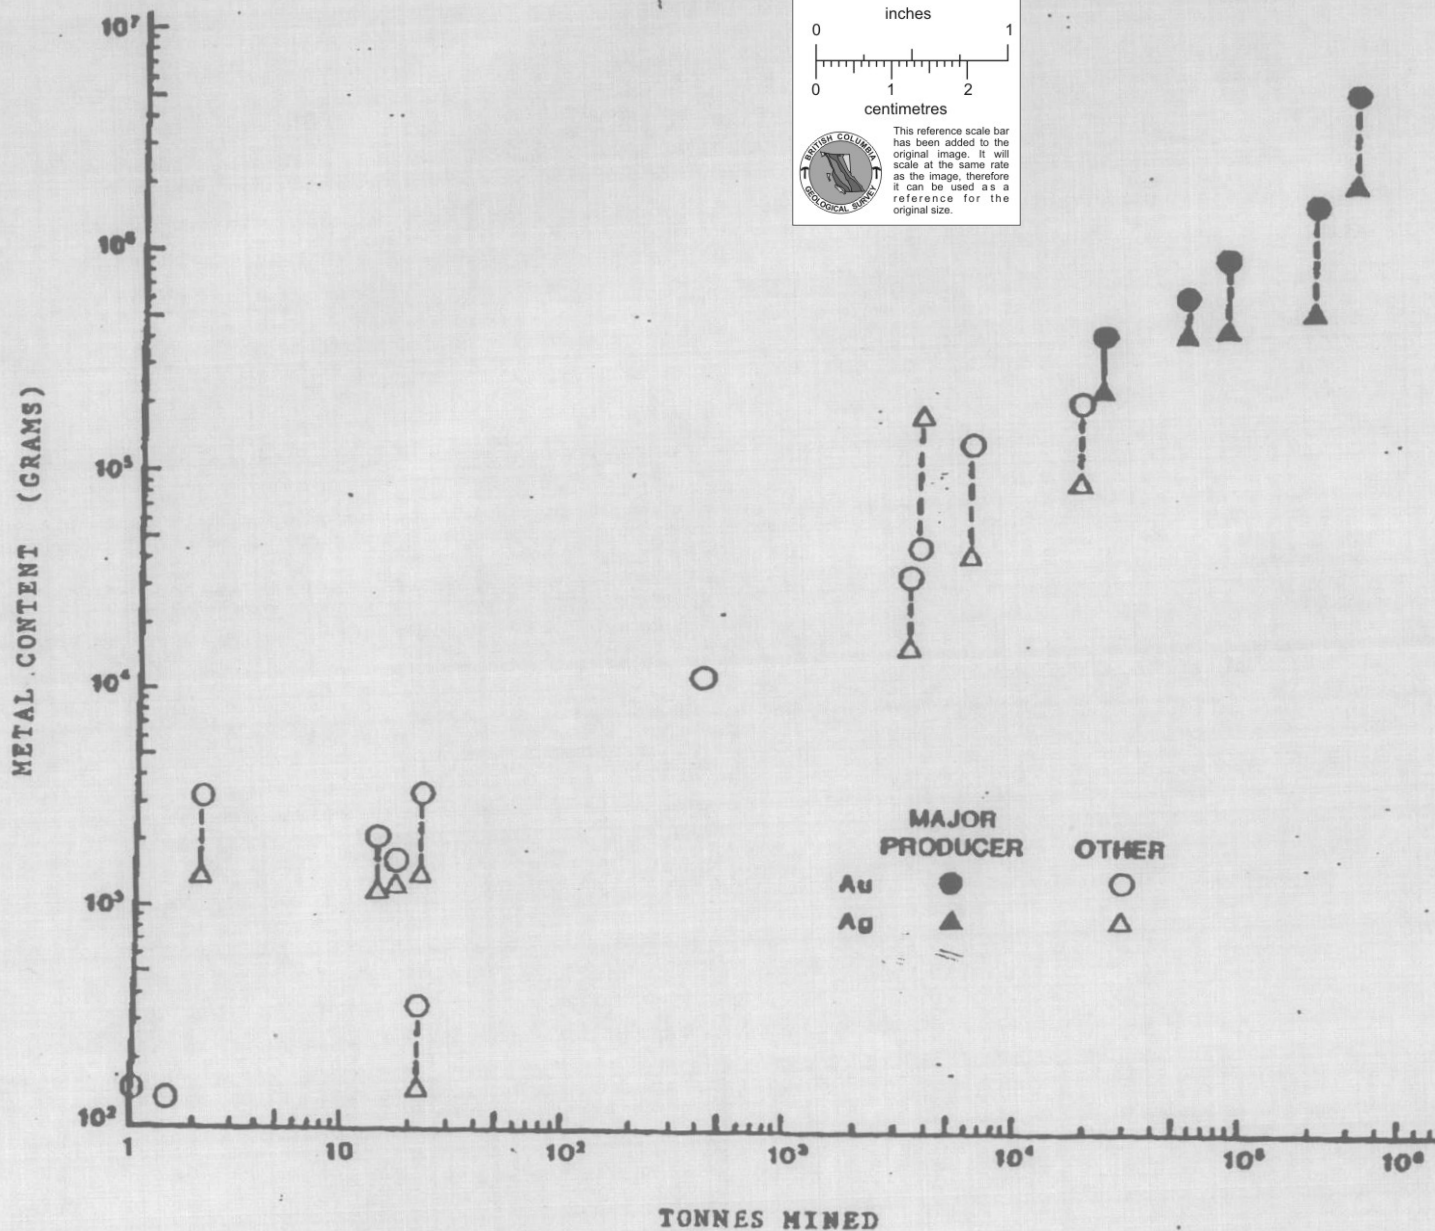 inches
0 1
0 1 2
centimetres
BRITISH COLUMBIA
GEOLOGICAL SURVEY
This reference scale bar
has been added to the
original image. It will
scale at the same rate
as the image, therefore
it can be used as a
reference for the
original size.
10⁷
10⁶
10⁵
10⁴
10³
10²
METAL CONTENT (GRAMS)
MAJOR
PRODUCER OTHER
Au
Ag
1 10 10² 10³ 10⁴ 10⁵ 10⁶
TONNES MINED